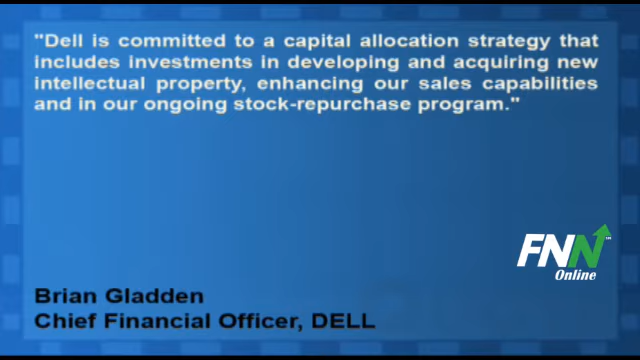 "Dell is committed to a capital allocation strategy that
includes investments in developing and acquiring new
intellectual property, enhancing our sales capabilities
and in our ongoing stock-repurchase program."
FNN
Online
Brian Gladden
Chief Financial Officer, DELL